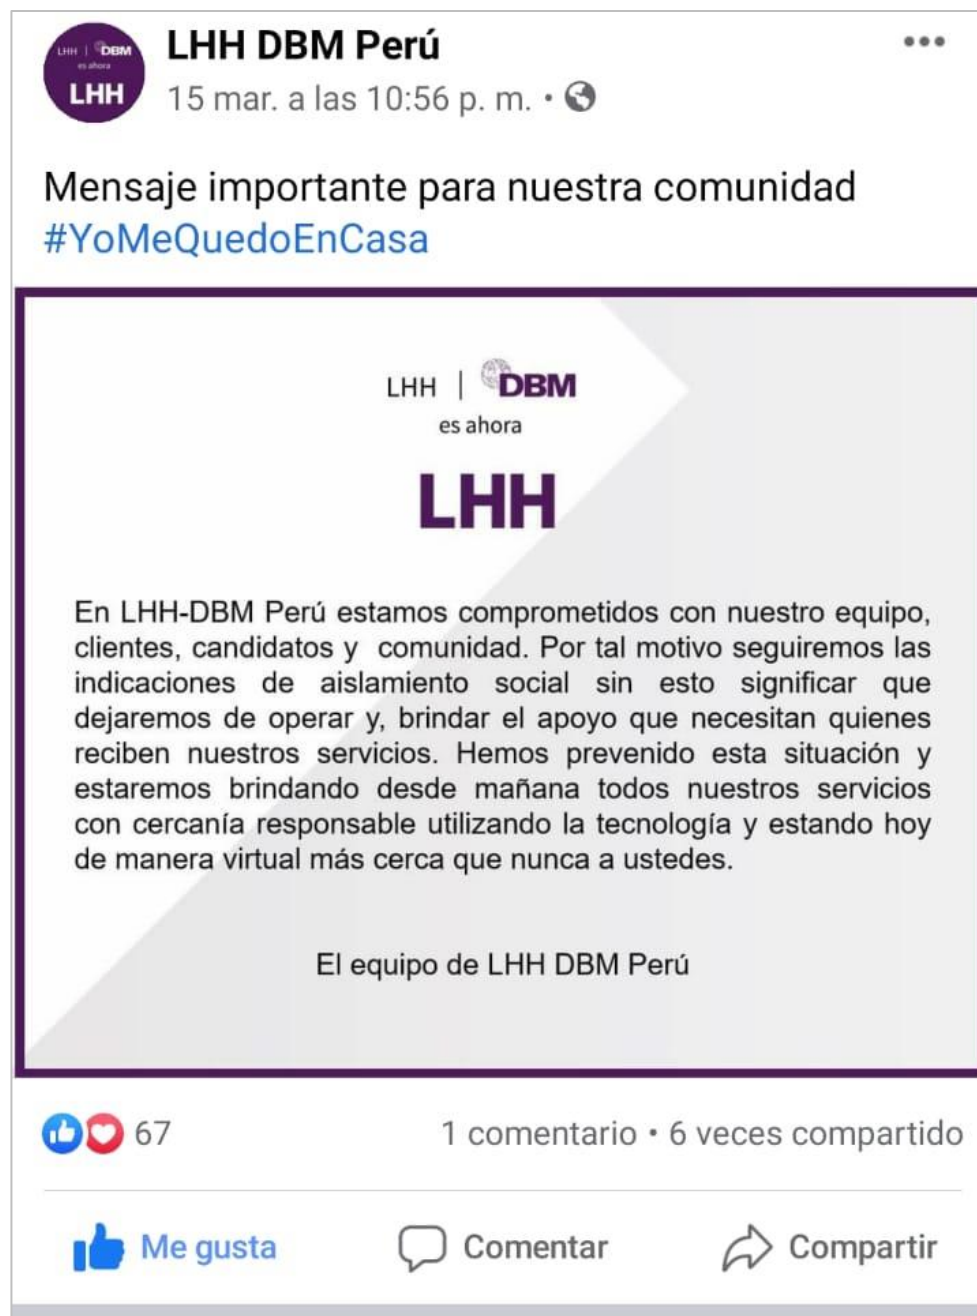 LHH | DBM
es ahora
LHH
LHH DBM Perú
15 mar. a las 10:56 p. m. •
Mensaje importante para nuestra comunidad
#YoMeQuedoEnCasa
LHH | DBM
es ahora
LHH
En LHH-DBM Perú estamos comprometidos con nuestro equipo,
clientes, candidatos y comunidad. Por tal motivo seguiremos las
indicaciones de aislamiento social sin esto significar que
dejaremos de operar y, brindar el apoyo que necesitan quienes
reciben nuestros servicios. Hemos prevenido esta situación y
estaremos brindando desde mañana todos nuestros servicios
con cercanía responsable utilizando la tecnología y estando hoy
de manera virtual más cerca que nunca a ustedes.
El equipo de LHH DBM Perú
67
1 comentario • 6 veces compartido
Me gusta
Comentar
Compartir